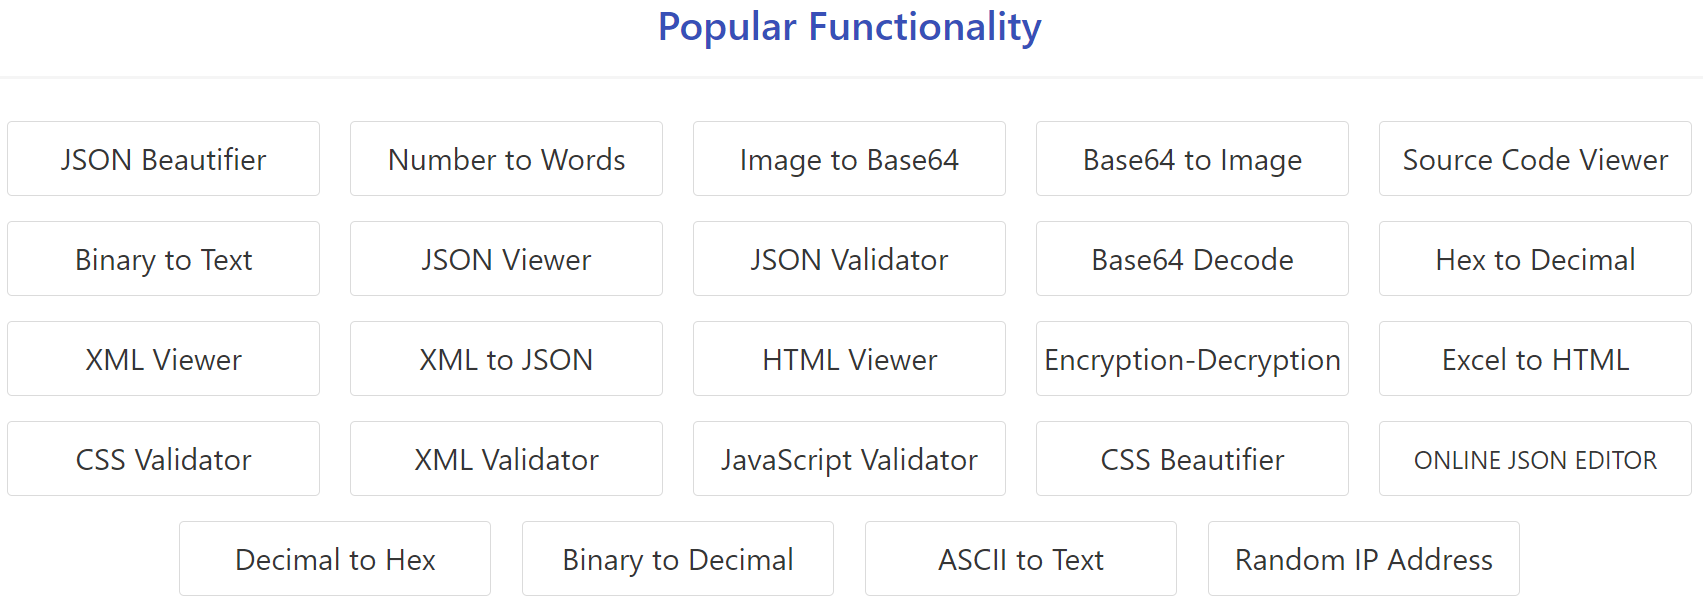 Popular Functionality
JSON Beautifier
Number to Words
Image to Base64
Base64 to Image
Source Code Viewer
Binary to Text
JSON Viewer
JSON Validator
Base64 Decode
Hex to Decimal
XML Viewer
XML to JSON
HTML Viewer
Encryption-Decryption
Excel to HTML
CSS Validator
XML Validator
JavaScript Validator
CSS Beautifier
ONLINE JSON EDITOR
Decimal to Hex
Binary to Decimal
ASCII to Text
Random IP Address